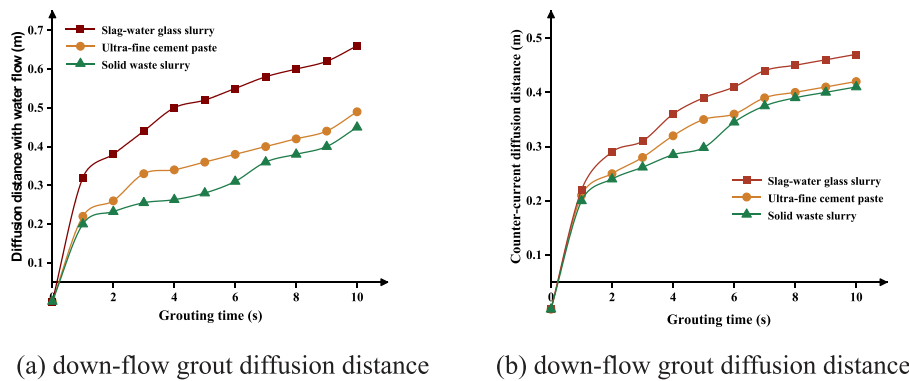 Diffusion distance with water flow (m)
0.7
0.6
0.5
0.4
0.3
0.2
0.1
Slag-water glass slurry
Ultra-fine cement paste
Solid waste slurry
0 2 4 6 8 10
Grouting time (s)
(a) down-flow grout diffusion distance
Counter-currrent diffusion distance (m)
0.5
0.4
0.3
0.2
0.1
Slag-water glass slurry
Ultra-fine cement paste
Solid waste slurry
0 2 4 6 8 10
Grouting time (s)
(b) down-flow grout diffusion distance